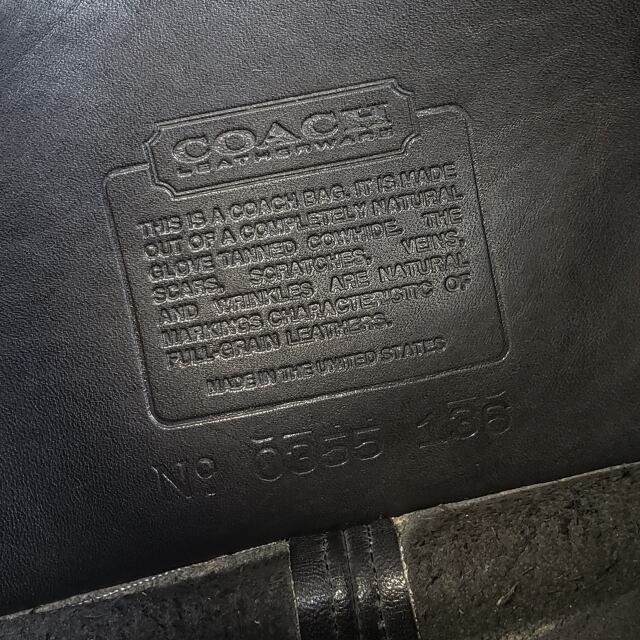 COACH
LEATHERWARE
THIS IS A COACH BAG. IT IS MADE
OUT OF A COMPLETELY NATURAL
GLOVE TANNED COWHIDE, THE
SCARS, SCRATCHES, VEINS,
AND WRINKLES ARE NATURAL
MARKINGS CHARACTERISTIC OF
FULL-GRAIN LEATHERS.
MADE IN THE UNITED STATES
No 0355 136